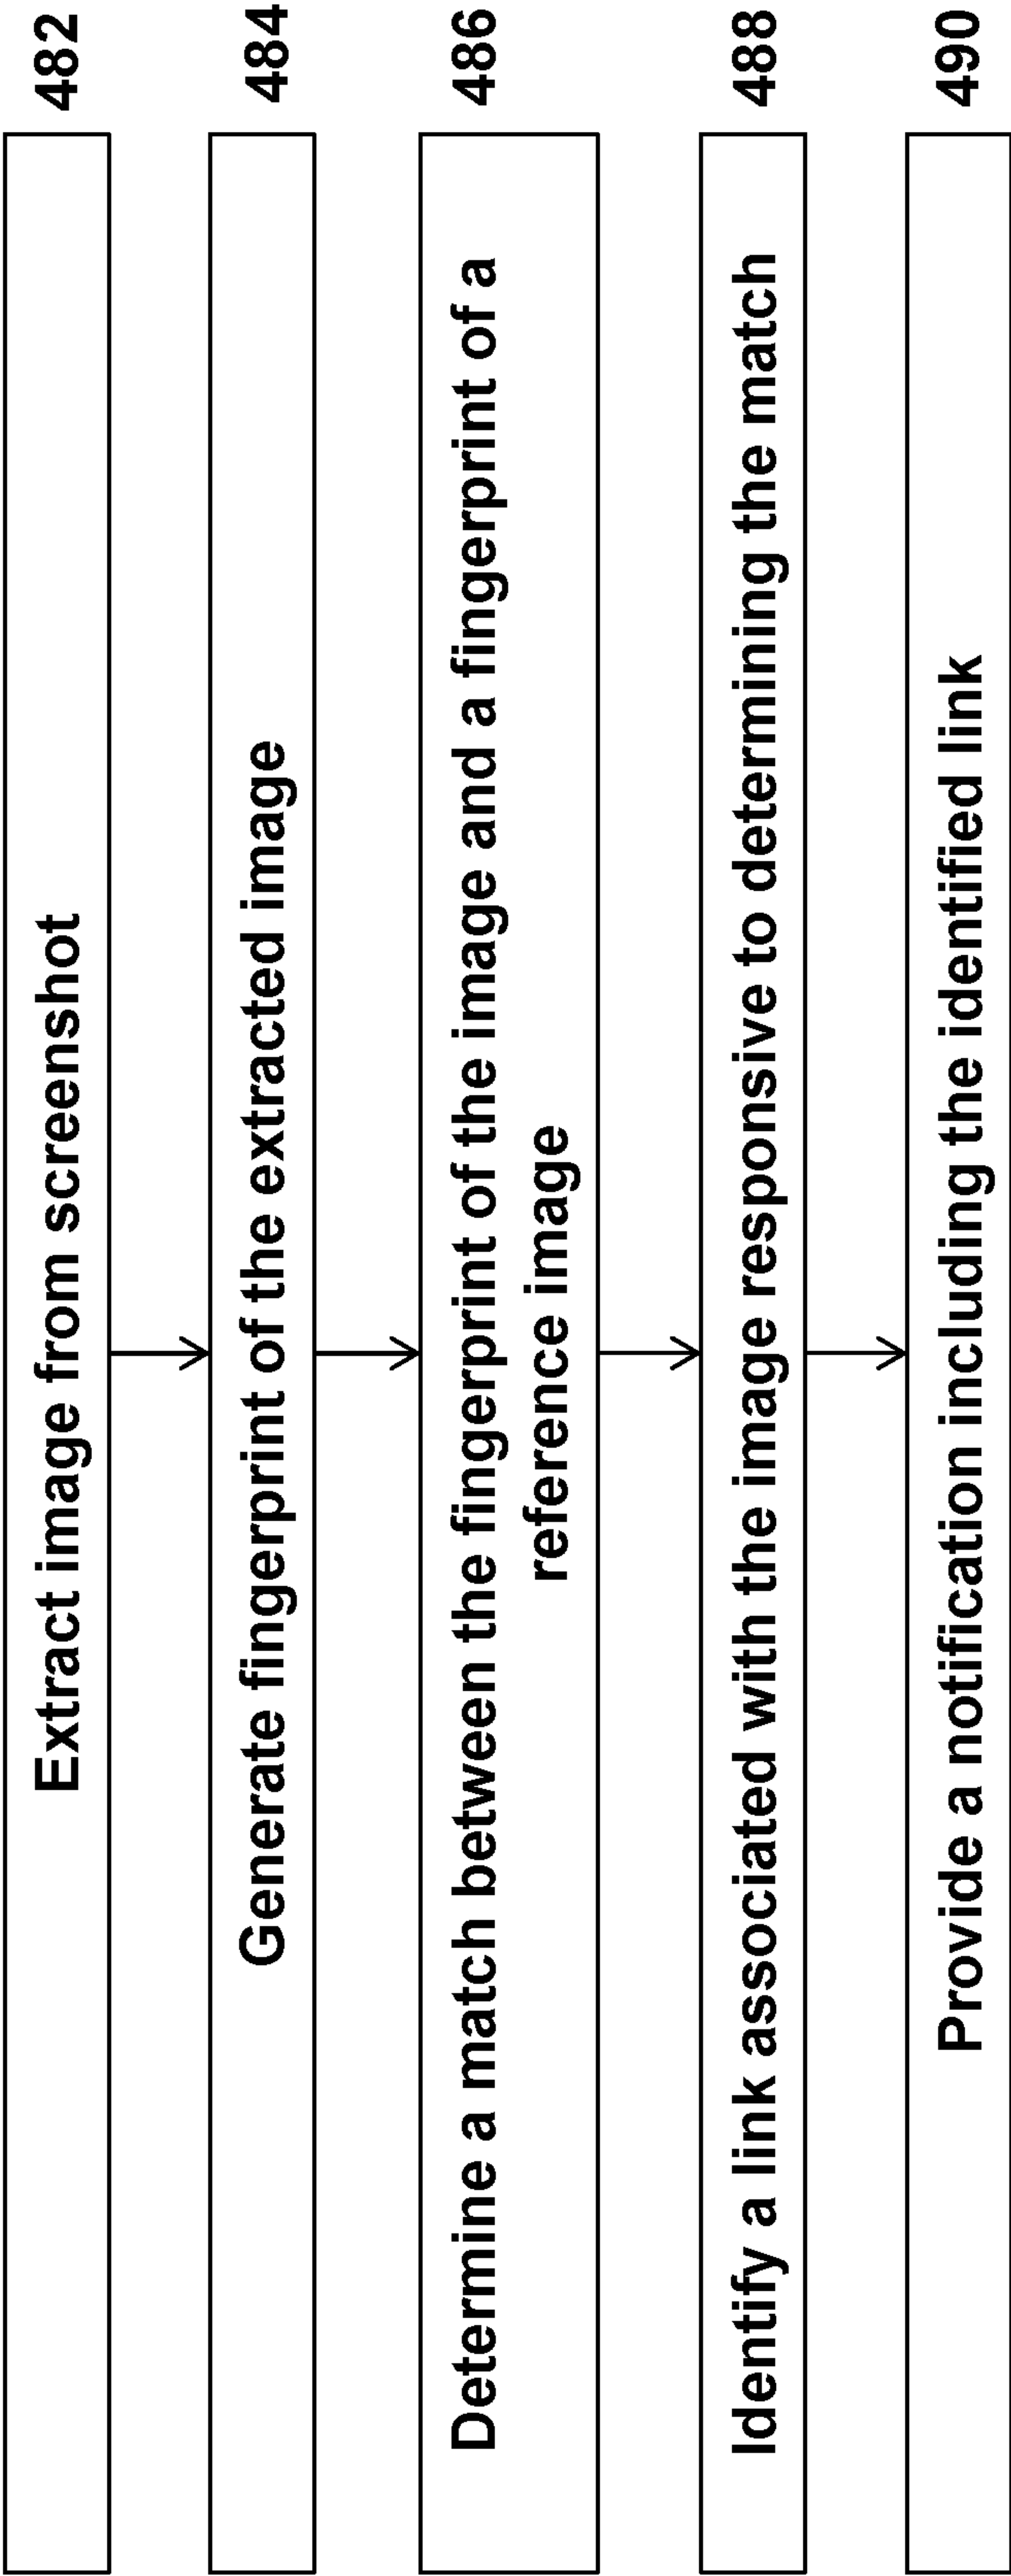 Extract image from screenshot
482
Generate fingerprint of the extracted image
484
Determine a match between the fingerprint of the image and a fingerprint of a
reference image
486
Identify a link associated with the image responsive to determining the match
488
Provide a notification including the identified link
490